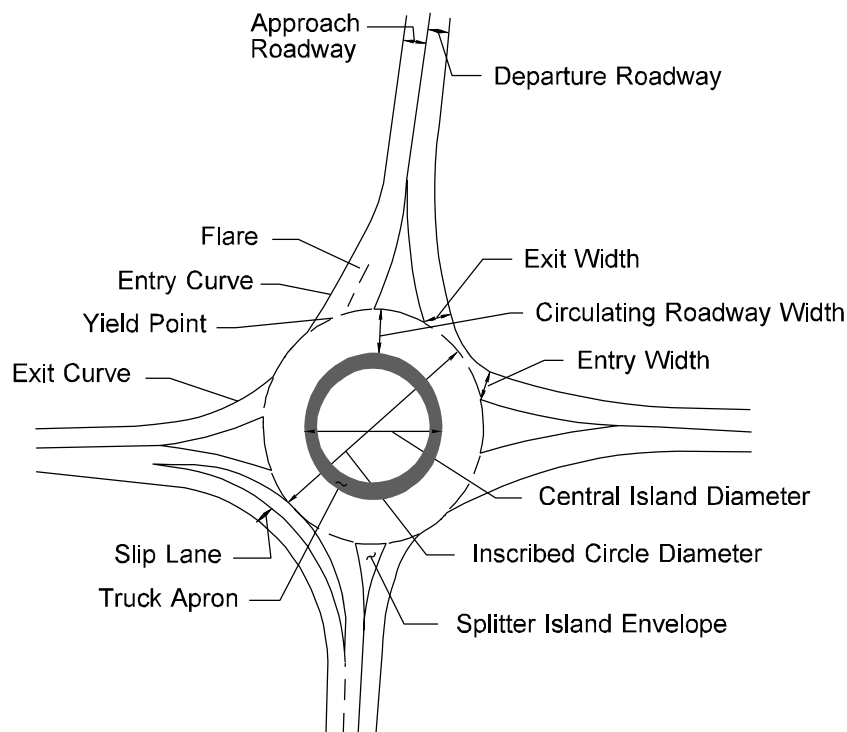 Approach
Roadway
Departure Roadway
Flare
Exit Width
Entry Curve
Circulating Roadway Width
Yield Point
Entry Width
Exit Curve
Central Island Diameter
Slip Lane
Inscribed Circle Diameter
Truck Apron
Splitter Island Envelope